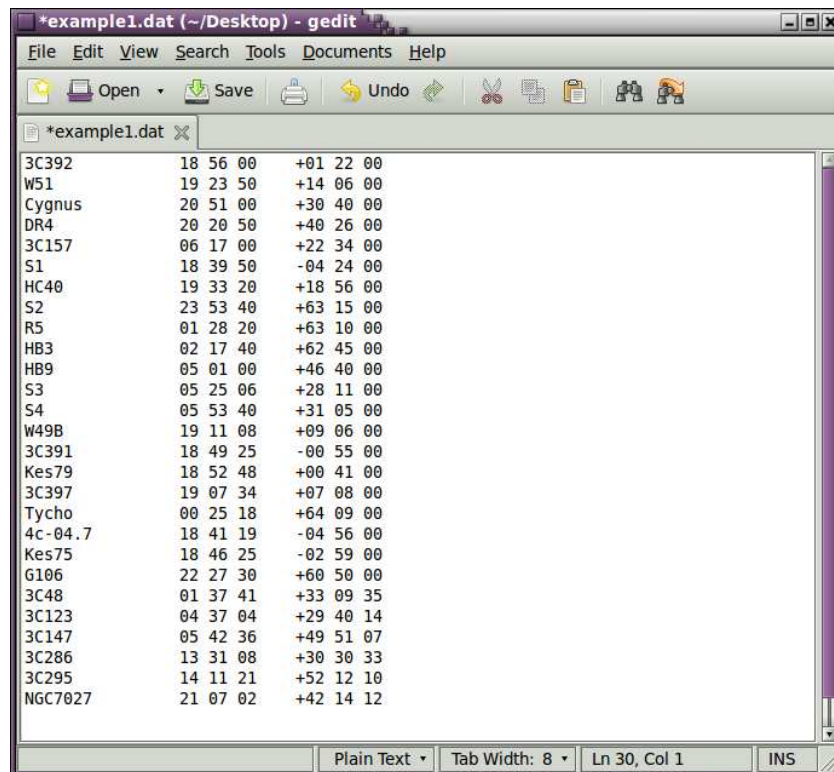 *example1.dat (~/Desktop) - gedit
File Edit View Search Tools Documents Help
Open Save Undo
*example1.dat
3C392 18 56 00 +01 22 00
W51 19 23 50 +14 06 00
Cygnus 20 51 00 +30 40 00
DR4 20 20 50 +40 26 00
3C157 06 17 00 +22 34 00
S1 18 39 50 -04 24 00
HC40 19 33 20 +18 56 00
S2 23 53 40 +63 15 00
R5 01 28 20 +63 10 00
HB3 02 17 40 +62 45 00
HB9 05 01 00 +46 40 00
S3 05 25 06 +28 11 00
S4 05 53 40 +31 05 00
W49B 19 11 08 +09 06 00
3C391 18 49 25 -00 55 00
Kes79 18 52 48 +00 41 00
3C397 19 07 34 +07 08 00
Tycho 00 25 18 +64 09 00
4c-04.7 18 41 19 -04 56 00
Kes75 18 46 25 -02 59 00
G106 22 27 30 +60 50 00
3C48 01 37 41 +33 09 35
3C123 04 37 04 +29 40 14
3C147 05 42 36 +49 51 07
3C286 13 31 08 +30 30 33
3C295 14 11 21 +52 12 10
NGC7027 21 07 02 +42 14 12
Plain Text Tab Width: 8 Ln 30, Col 1 INS